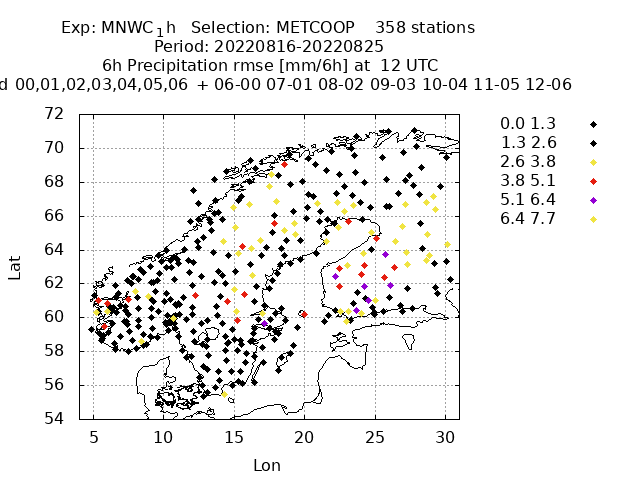 Exp: MNWC_1h Selection: METCOOP 358 stations
Period: 20220816-20220825
6h Precipitation rmse [mm/6h] at 12 UTC
d 00,01,02,03,04,05,06 + 06-00 07-01 08-02 09-03 10-04 11-05 12-06
72
70
68
66
64
62
60
58
56
54
5 10 15 20 25 30
Lat
Lon
0.0 1.3
1.3 2.6
2.6 3.8
3.8 5.1
5.1 6.4
6.4 7.7